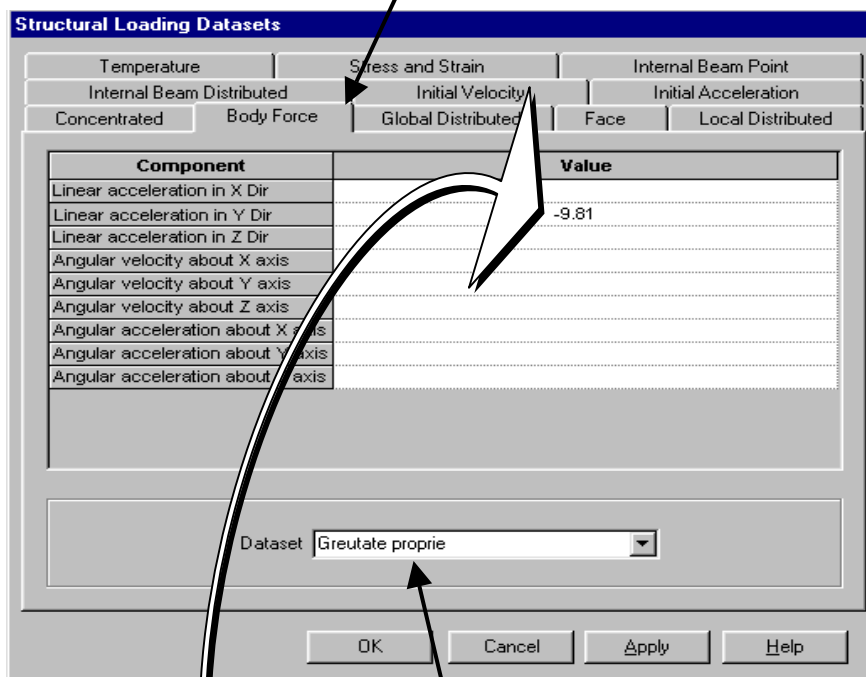 Structural Loading Datasets
Temperature Stress and Strain Internal Beam Point
Internal Beam Distributed Initial Velocity Initial Acceleration
Concentrated Body Force Global Distributed Face Local Distributed
Component Value
Linear acceleration in X Dir
Linear acceleration in Y Dir -9.81
Linear acceleration in Z Dir
Angular velocity about X axis
Angular velocity about Y axis
Angular velocity about Z axis
Angular acceleration about X axis
Angular acceleration about Y axis
Angular acceleration about axis
Dataset Greutate proprie
OK Cancel Apply Help